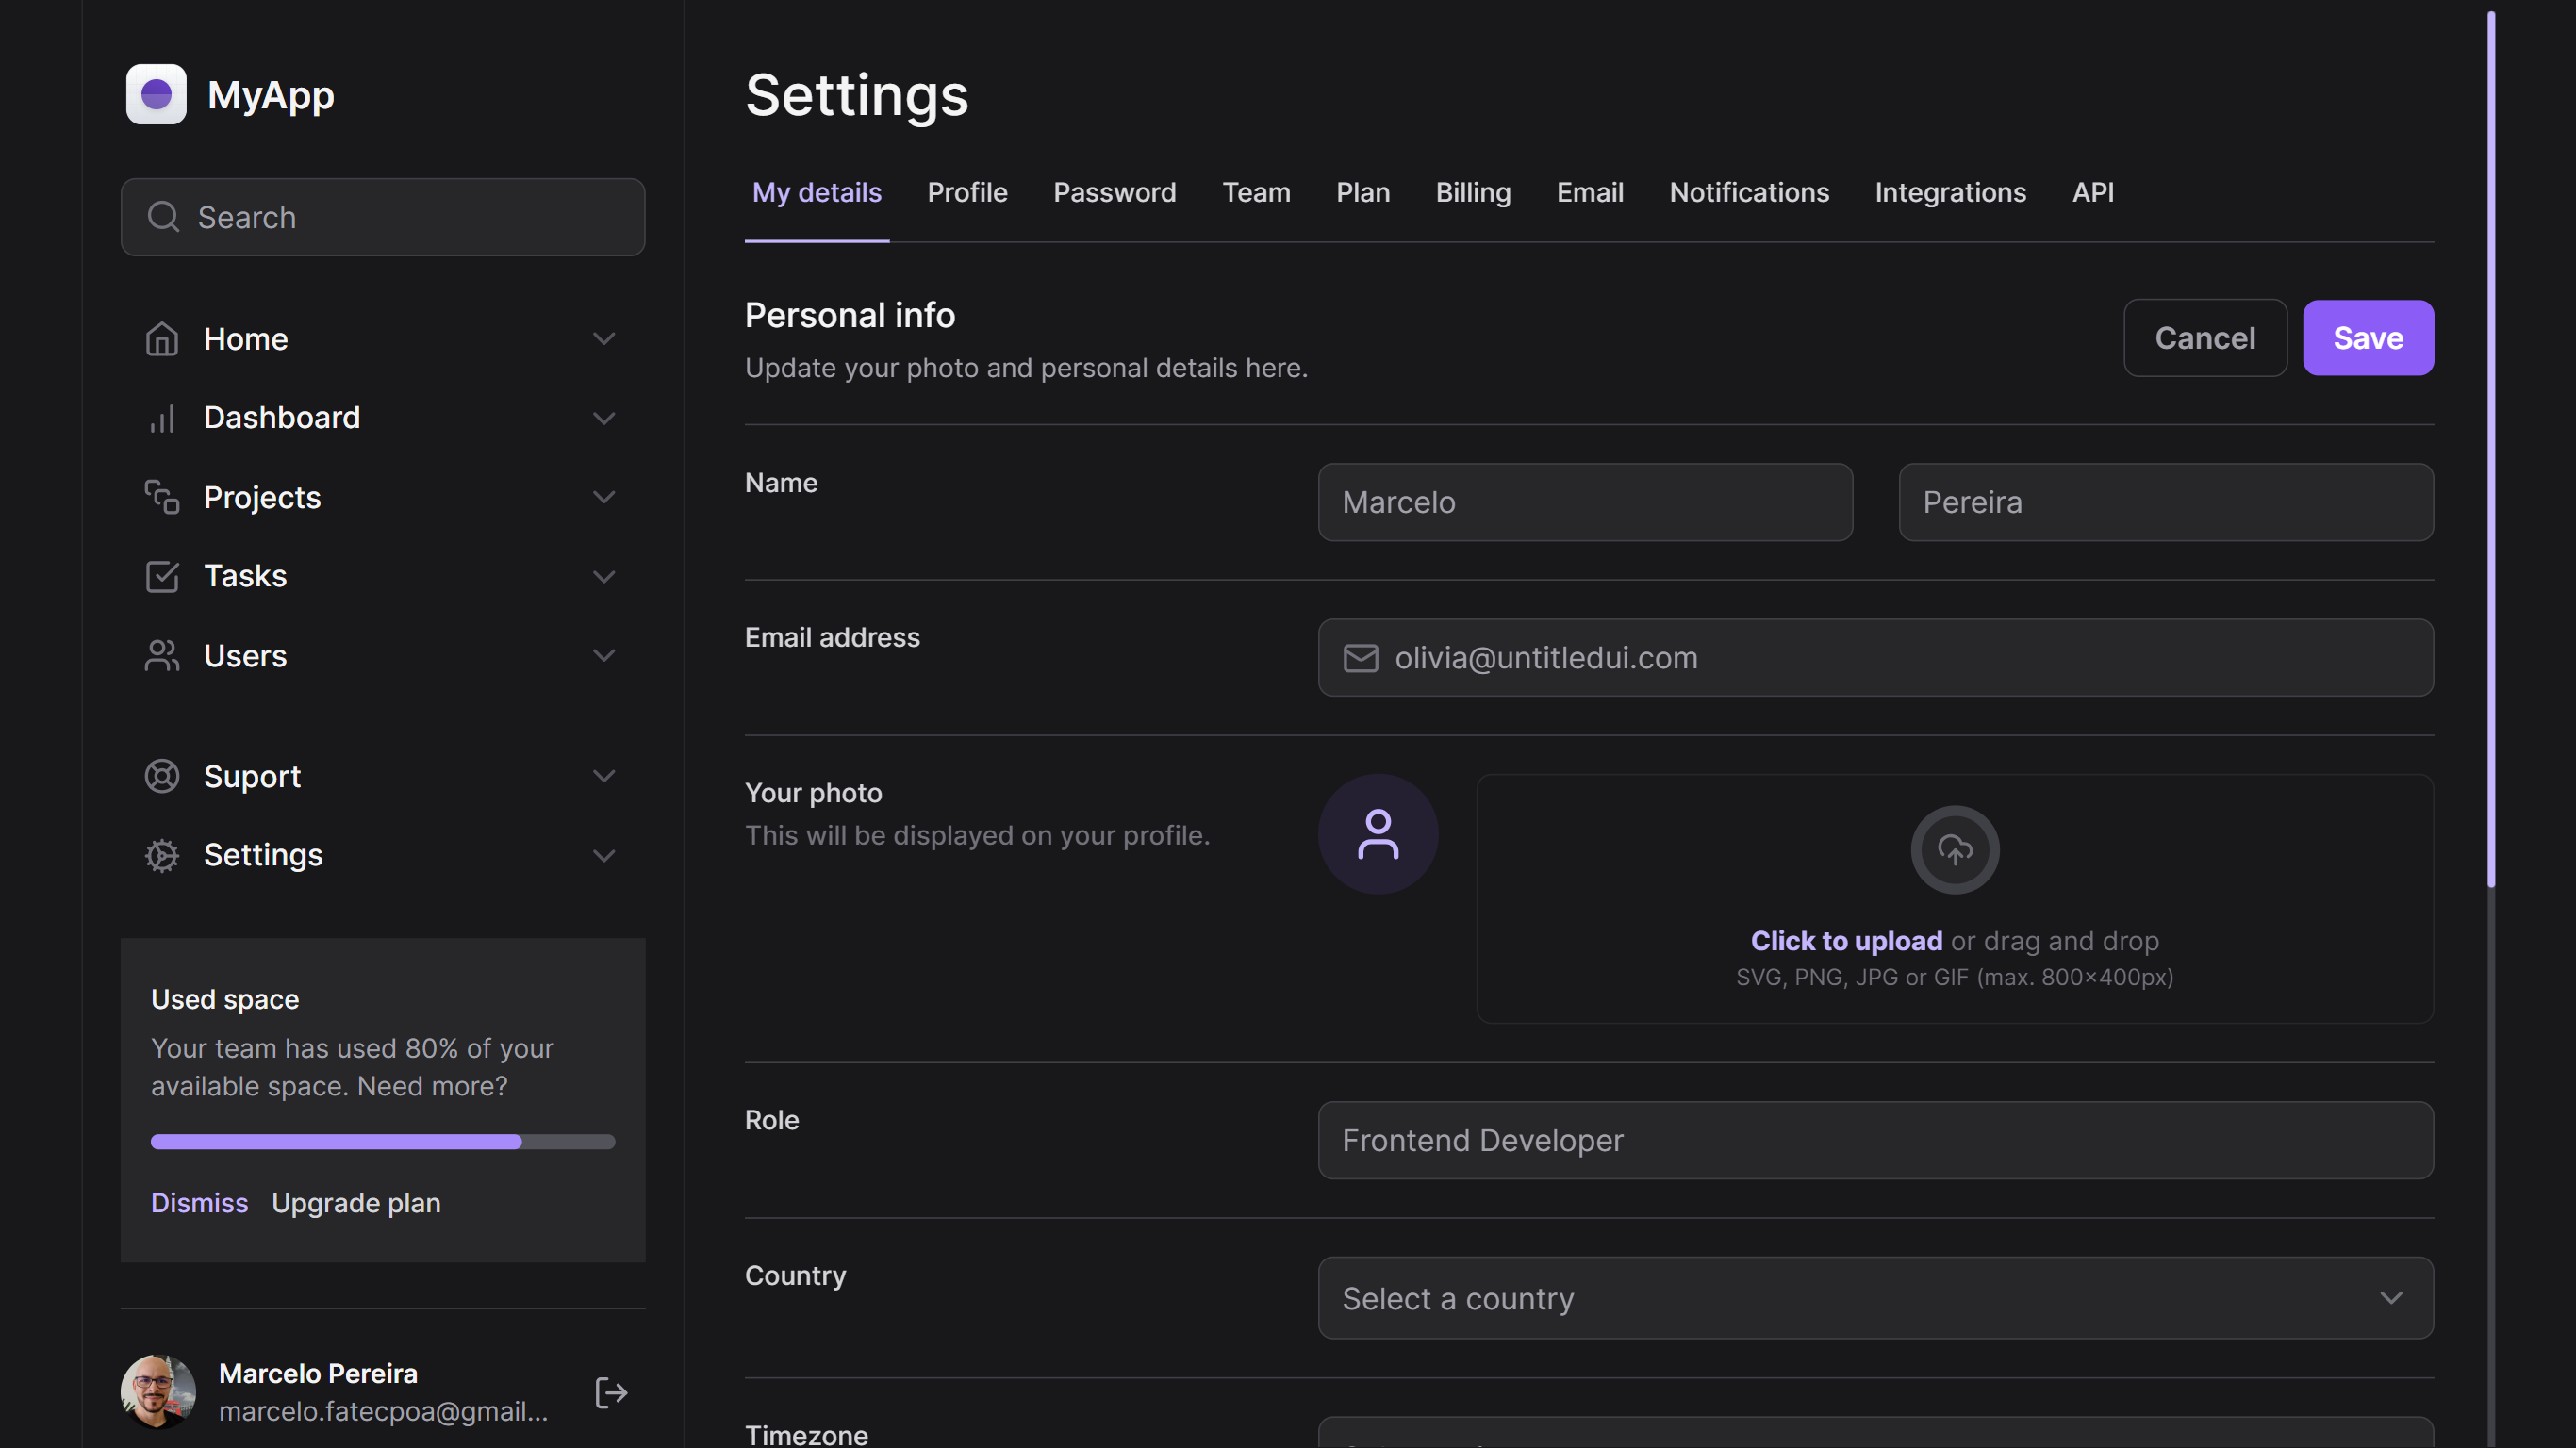 MyApp
Search
Home
Dashboard
Projects
Tasks
Users
Suport
Settings
Used space
Your team has used 80% of your
available space. Need more?
Dismiss Upgrade plan
Marcelo Pereira
marcelo.fatecpoa@gmail...
Settings
My details Profile Password Team Plan Billing Email Notifications Integrations API
Personal info
Update your photo and personal details here.
Cancel Save
Name
Marcelo Pereira
Email address
olivia@untitledui.com
Your photo
This will be displayed on your profile.
Click to upload or drag and drop
SVG, PNG, JPG or GIF (max. 800×400px)
Role
Frontend Developer
Country
Select a country
Timezone